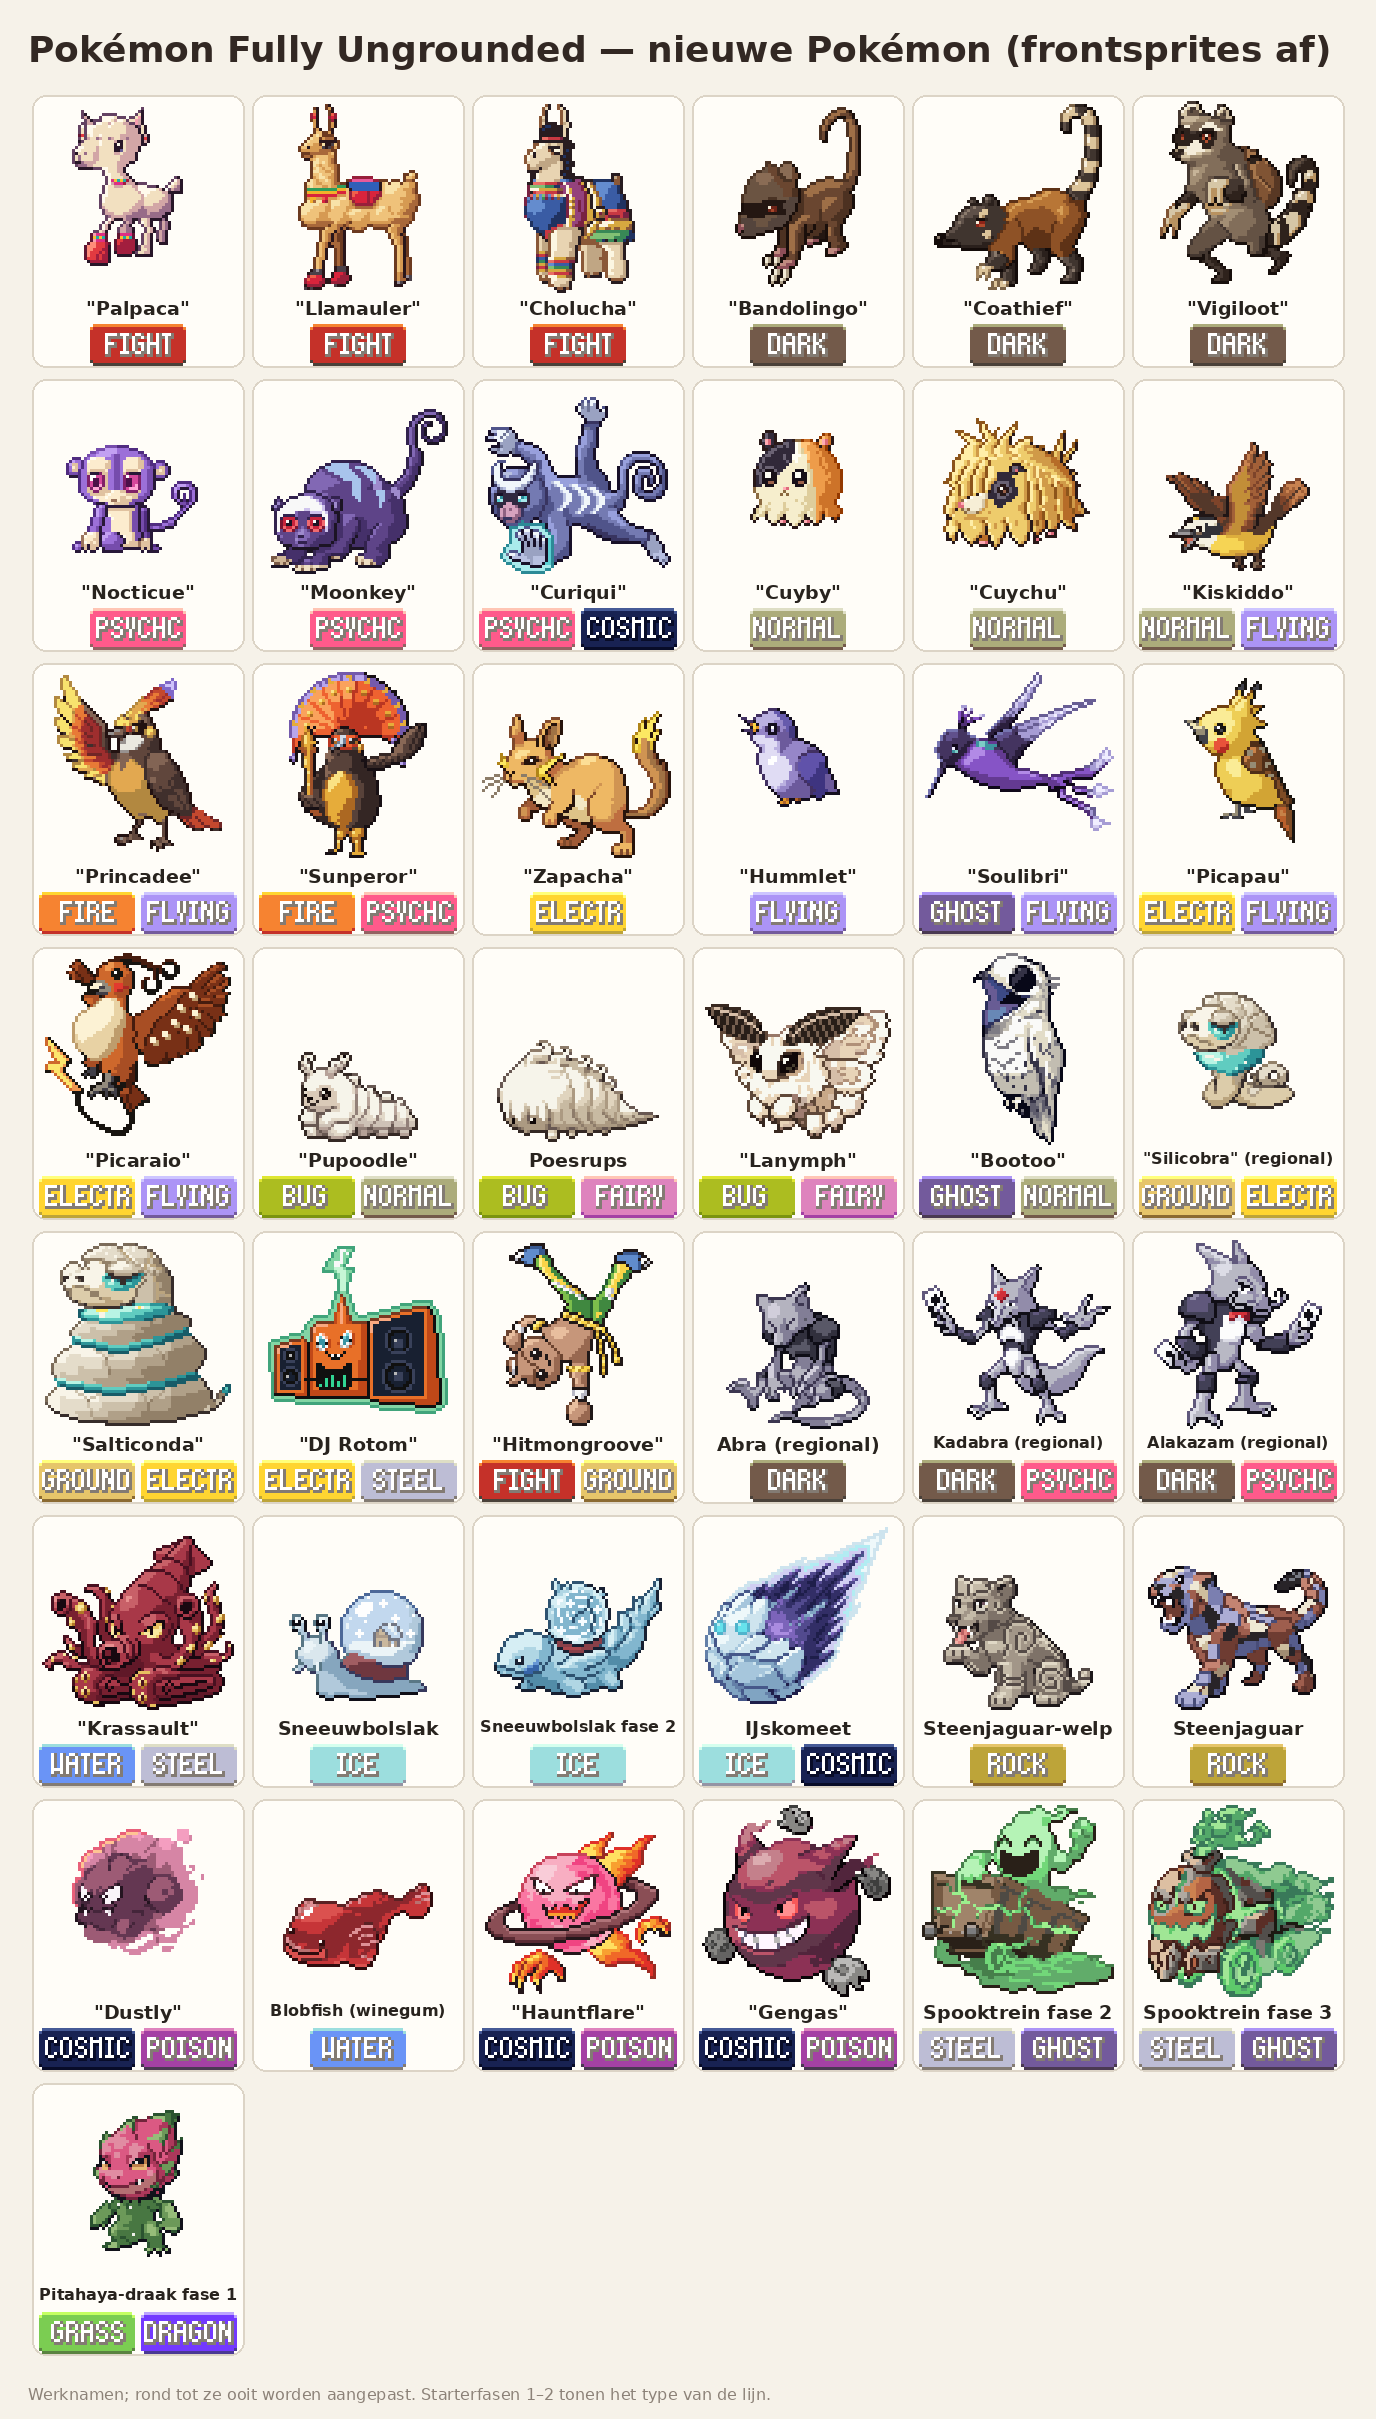 Pokémon Fully Ungrounded — nieuwe Pokémon (frontsprites af)
"Palpaca" "Llamauler" "Cholucha" "Bandolingo" "Coathief" "Vigiloot"
FIGHT FIGHT FIGHT DARK DARK DARK
"Nocticue" "Moonkey" "Curiqui" "Cuyby" "Cuychu" "Kiskiddo"
PSYCHC PSYCHC PSYCHC COSMIC NORMAL NORMAL NORMAL FLYING
"Princadee" "Sunperor" "Zapacha" "Hummlet" "Soulibri" "Picapau"
FIRE FLYING FIRE PSYCHC ELECTR FLYING GHOST FLYING ELECTR FLYING
"Picaraio" "Pupoodle" Poesrups "Lanymph" "Bootoo" "Silicobra" (regional)
ELECTR FLYING BUG NORMAL BUG FAIRY BUG FAIRY GHOST NORMAL GROUND ELECTR
"Salticonda" "DJ Rotom" "Hitmongroove" Abra (regional) Kadabra (regional) Alakazam (regional)
GROUND ELECTR ELECTR STEEL FIGHT GROUND DARK DARK PSYCHC DARK PSYCHC
"Krassault" Sneeuwbolslak Sneeuwbolslak fase 2 IJskomeet Steenjaguar-welp Steenjaguar
WATER STEEL ICE ICE ICE COSMIC ROCK ROCK
"Dustly" Blobfish (winegum) "Hauntflare" "Gengas" Spooktrein fase 2 Spooktrein fase 3
COSMIC POISON WATER COSMIC POISON COSMIC POISON STEEL GHOST STEEL GHOST
Pitahaya-draak fase 1
GRASS DRAGON
Werknamen; rond tot ze ooit worden aangepast. Starterfasen 1–2 tonen het type van de lijn.